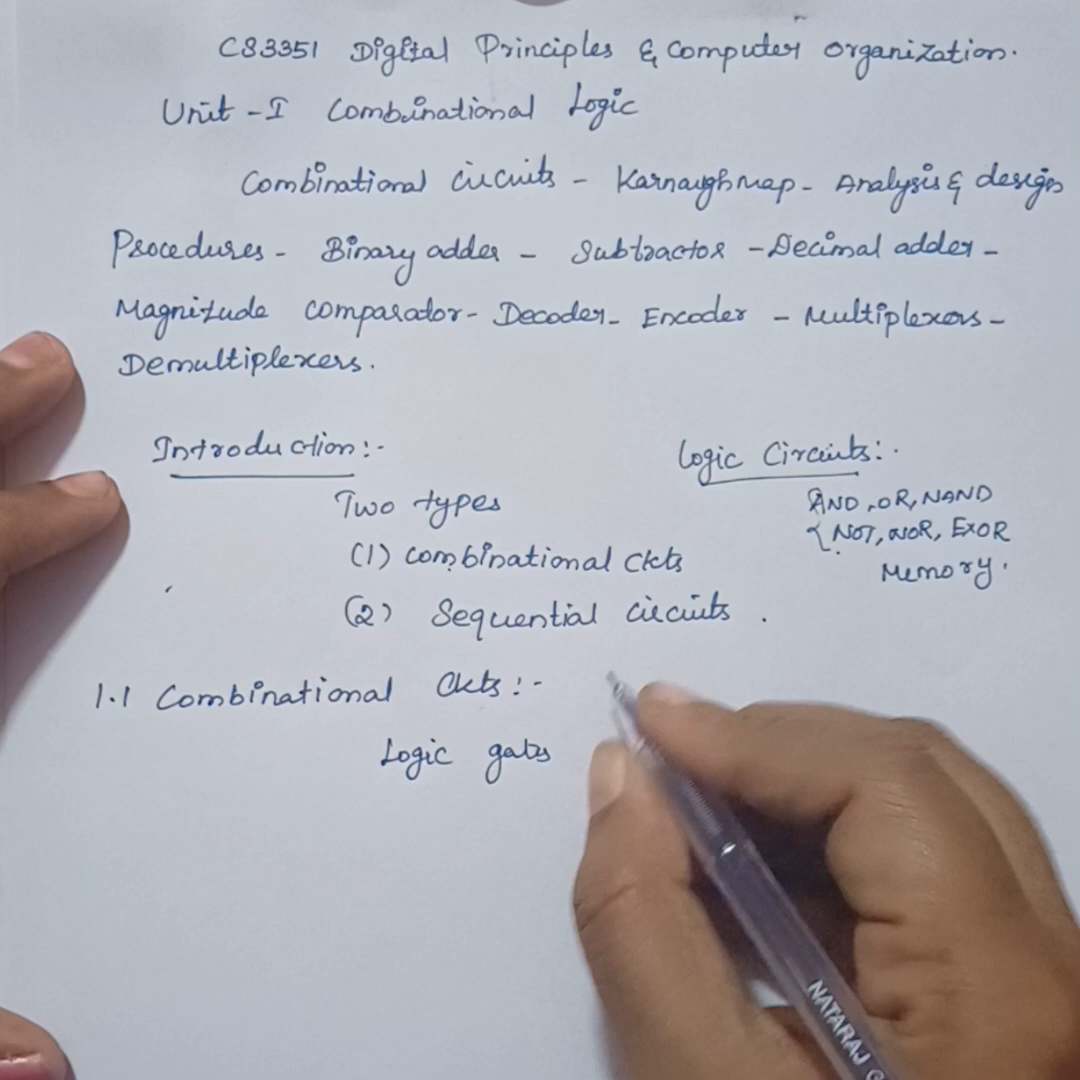 CS3351 Digital Principles & Computer Organization.
Unit - I Combinational Logic
Combinational circuits - Karnaugh map - Analysis & design
Procedures - Binary adder - Subtractor - Decimal adder -
Magnitude comparator - Decoder - Encoder - Multiplexers -
Demultiplexers.
Introduction :-
Two types
(1) combinational ckts
(2) Sequential circuits .
Logic Circuits :-
AND , OR, NAND
{ NOT, NOR, EXOR
Memory.
1.1 Combinational Ckts :-
Logic gates
NATARAJ